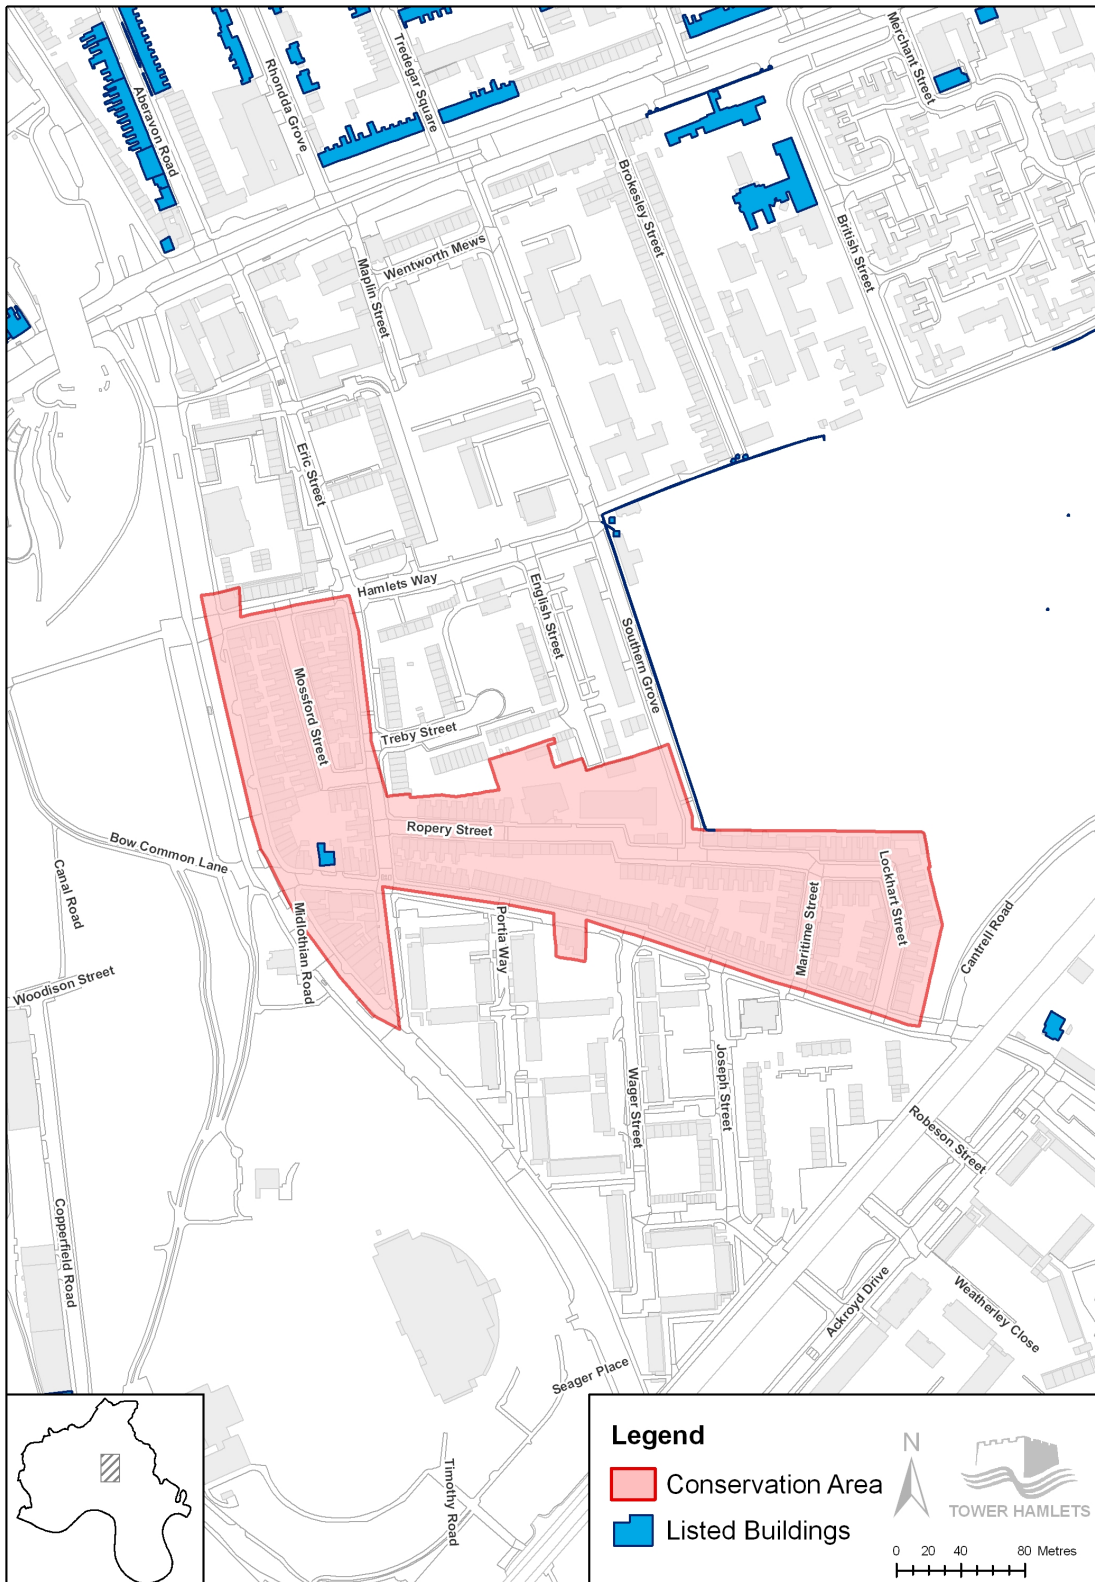 Aberavon Road
Rhondda Grove
Tredegar Square
Merchant Street
Brokesley Street
British Street
Wentworth Mews
Maplin Street
Eric Street
Hamlets Way
English Street
Southern Grove
Mossford Street
Treby Street
Ropery Street
Bow Common Lane
Canal Road
Midlothian Road
Portia Way
Maritime Street
Lockhart Street
Cantrell Road
Woodison Street
Wager Street
Joseph Street
Robeson Street
Copperfield Road
Ackroyd Drive
Weatherley Close
Seager Place
Timothy Road
Legend
Conservation Area
Listed Buildings
N
TOWER HAMLETS
0 20 40 80 Metres